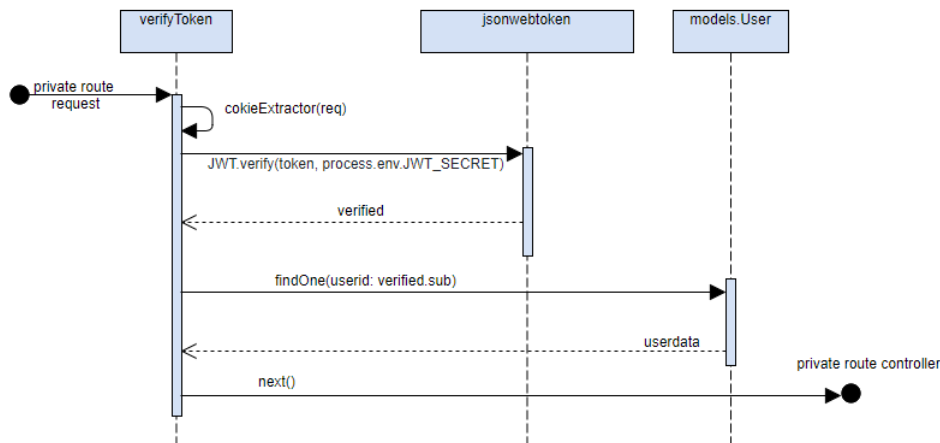 verifyToken
jsonwebtoken
models.User
private route
request
cokieExtractor(req)
JWT.verify(token, process.env.JWT_SECRET)
verified
findOne(userid: verified.sub)
userdata
private route controller
next()